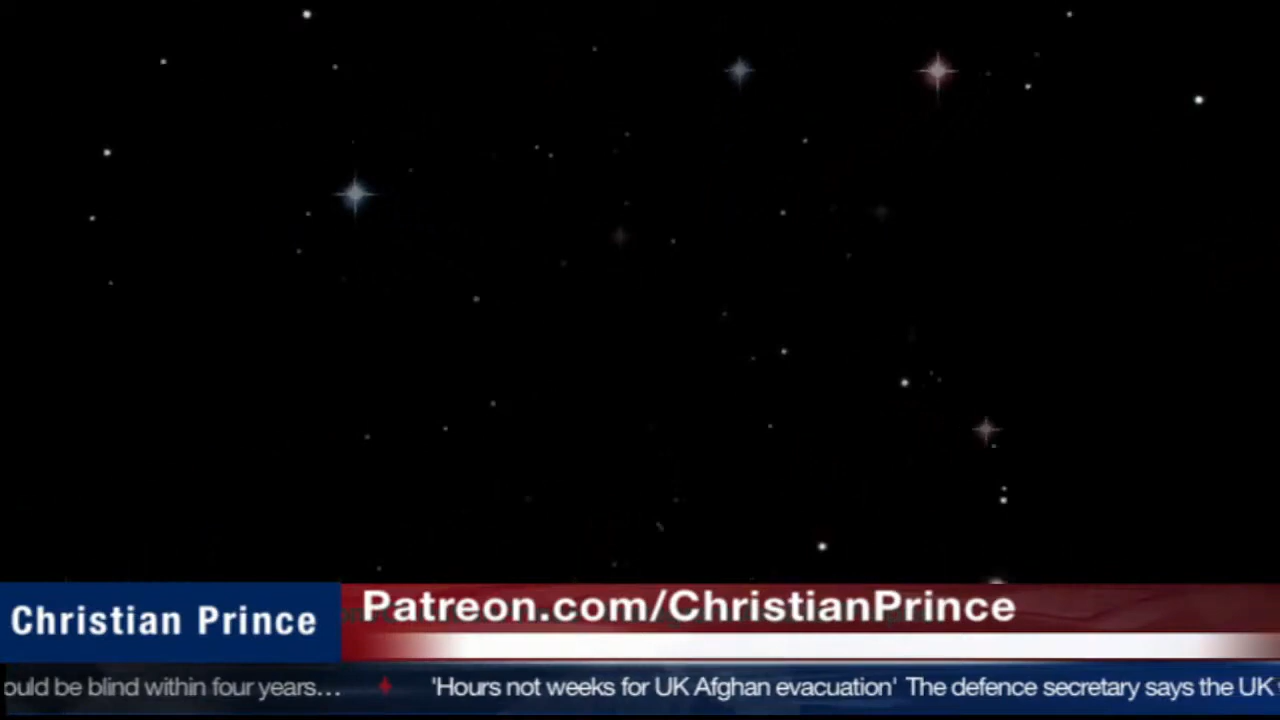 Christian Prince
Patreon.com/ChristianPrince
ould be blind within four years... 'Hours not weeks for UK Afghan evacuation' The defence secretary says the UK